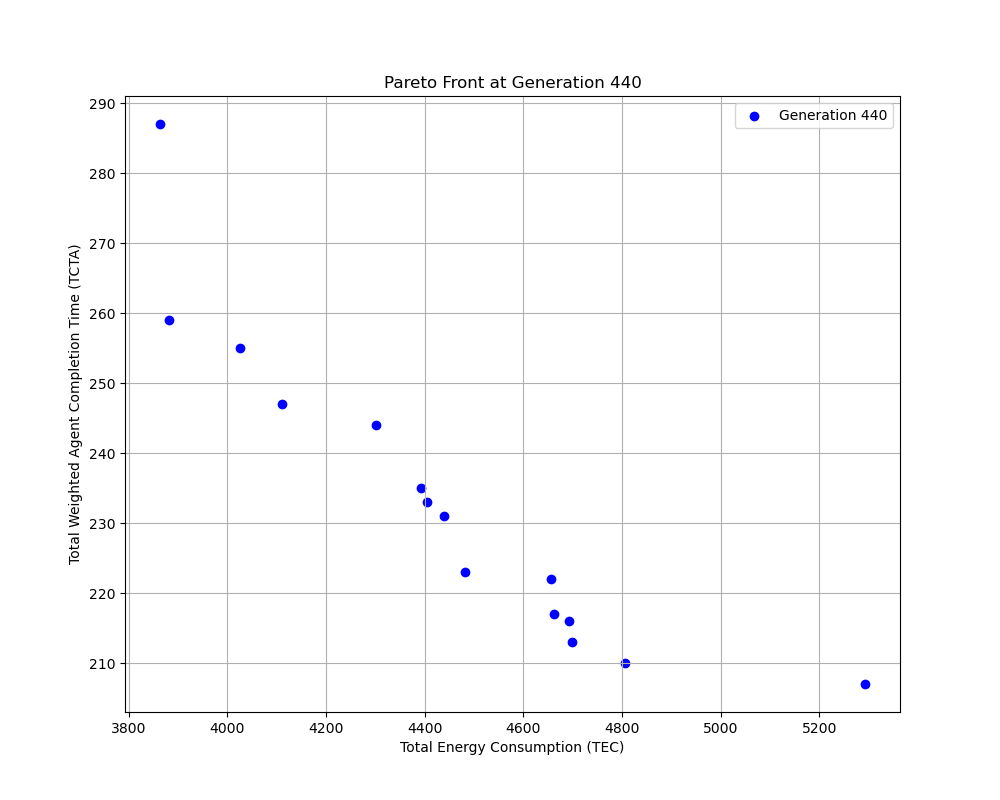 Pareto Front at Generation 440
Generation 440
Total Weighted Agent Completion Time (TCTA)
290
280
270
260
250
240
230
220
210
3800 4000 4200 4400 4600 4800 5000 5200
Total Energy Consumption (TEC)